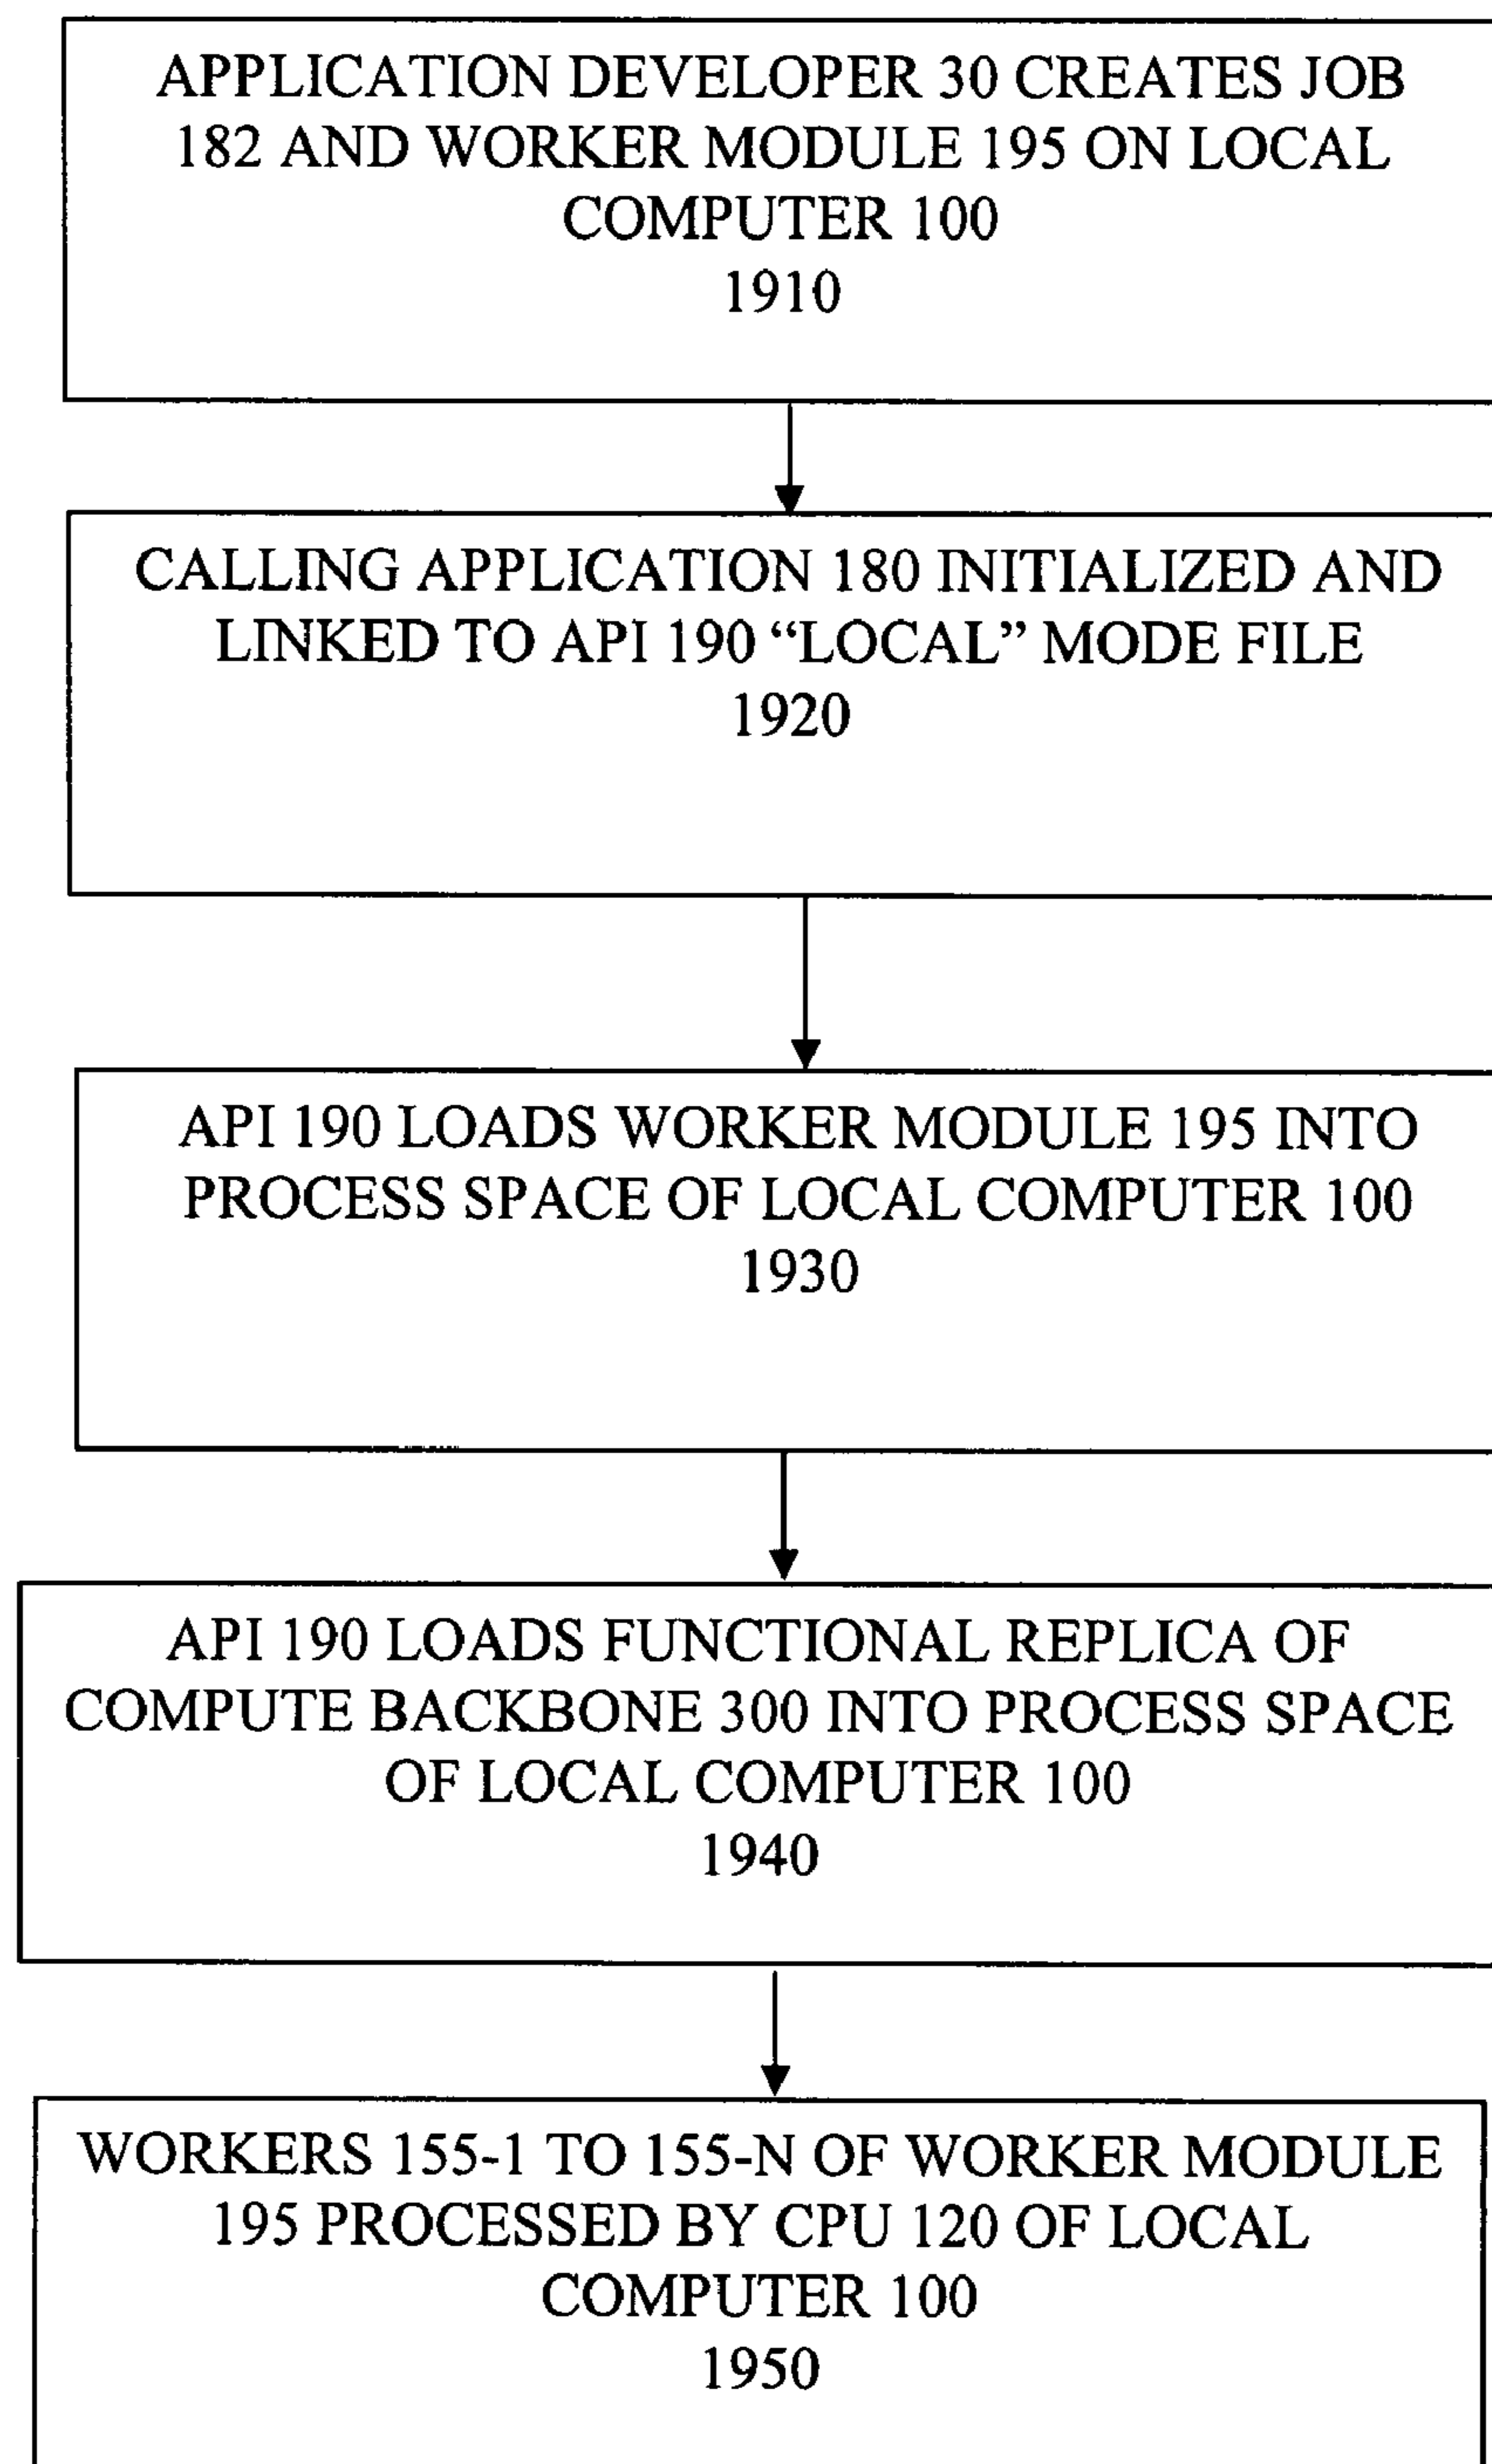 APPLICATION DEVELOPER 30 CREATES JOB
182 AND WORKER MODULE 195 ON LOCAL
COMPUTER 100
1910
CALLING APPLICATION 180 INITIALIZED AND
LINKED TO API 190 “LOCAL” MODE FILE
1920
API 190 LOADS WORKER MODULE 195 INTO
PROCESS SPACE OF LOCAL COMPUTER 100
1930
API 190 LOADS FUNCTIONAL REPLICA OF
COMPUTE BACKBONE 300 INTO PROCESS SPACE
OF LOCAL COMPUTER 100
1940
WORKERS 155-1 TO 155-N OF WORKER MODULE
195 PROCESSED BY CPU 120 OF LOCAL
COMPUTER 100
1950